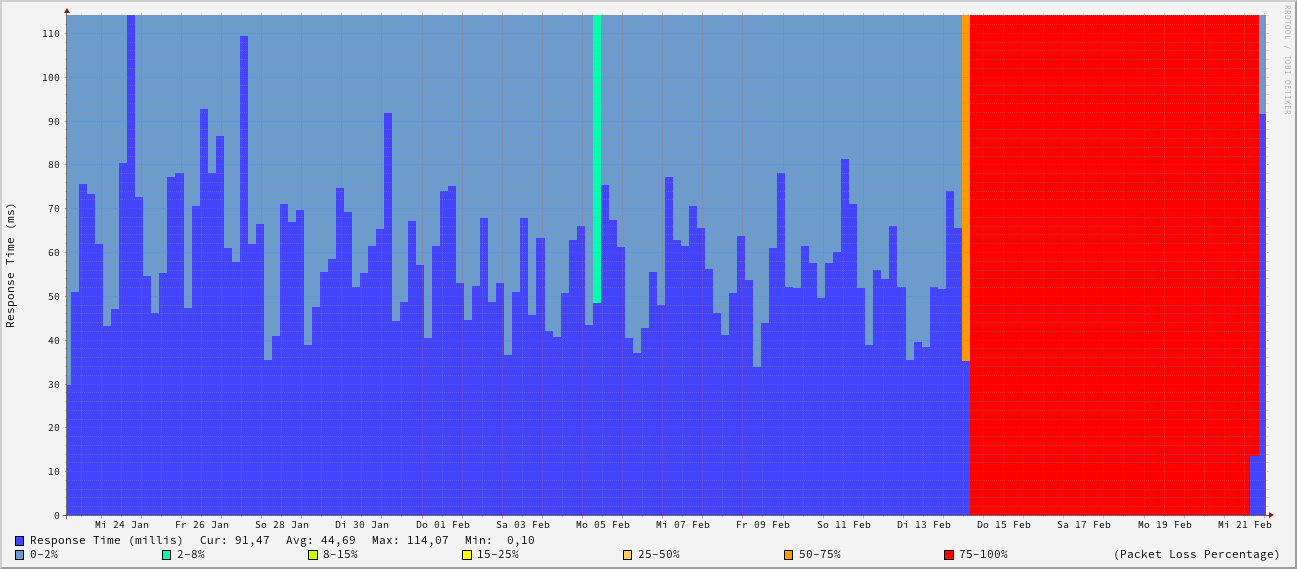 RRDTOOL / TOBI OETIKER
Response Time (ms)
110
100
90
80
70
60
50
40
30
20
10
0
Mi 24 Jan Fr 26 Jan So 28 Jan Di 30 Jan Do 01 Feb Sa 03 Feb Mo 05 Feb Mi 07 Feb Fr 09 Feb So 11 Feb Di 13 Feb Do 15 Feb Sa 17 Feb Mo 19 Feb Mi 21 Feb
Response Time (millis) Cur: 91,47 Avg: 44,69 Max: 114,07 Min: 0,10
0-2% 2-8% 8-15% 15-25% 25-50% 50-75% 75-100% (Packet Loss Percentage)